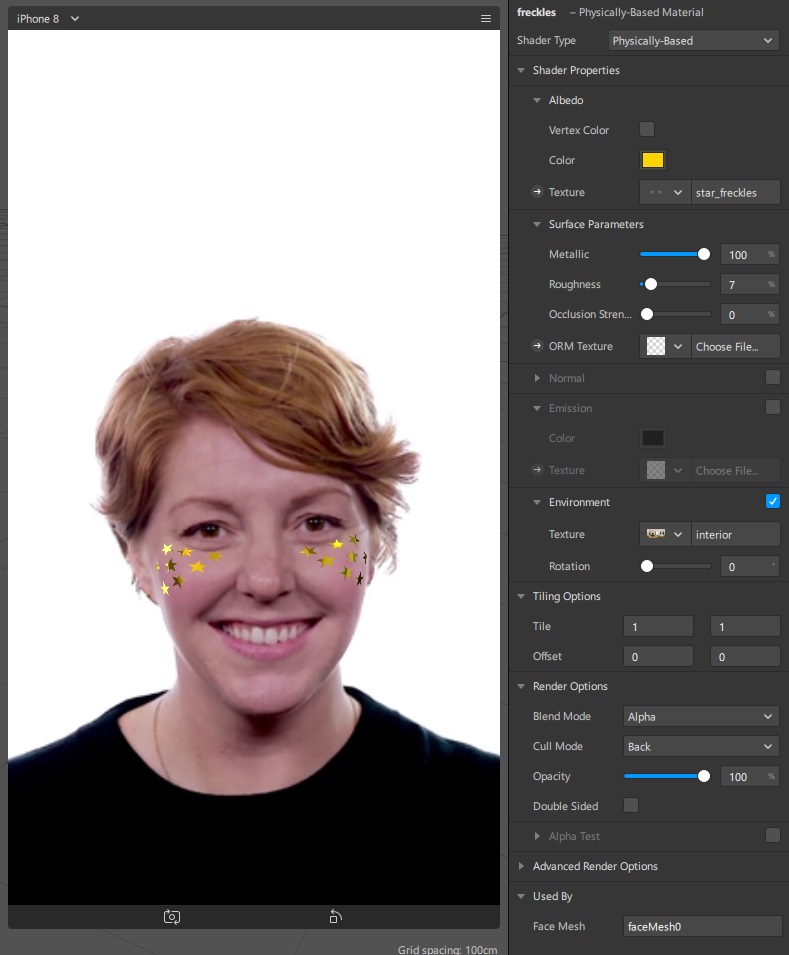 iPhone 8
freckles – Physically-Based Material
Shader Type Physically-Based
Shader Properties
Albedo
Vertex Color
Color
Texture star_freckles
Surface Parameters
Metallic 100 %
Roughness 7 %
Occlusion Stren... 0 %
ORM Texture Choose File...
Normal
Emission
Color
Texture Choose File...
Environment
Texture interior
Rotation 0 °
Tiling Options
Tile 1 1
Offset 0 0
Render Options
Blend Mode Alpha
Cull Mode Back
Opacity 100 %
Double Sided
Alpha Test
Advanced Render Options
Used By
Face Mesh faceMesh0
Grid spacing: 100cm